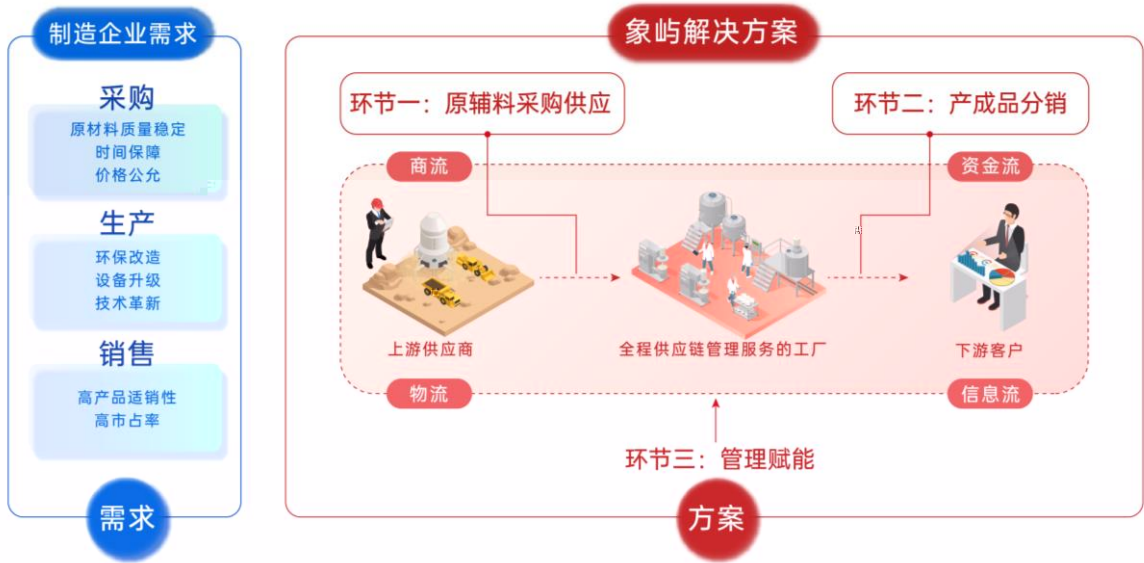 制造企业需求
采购
原材料质量稳定
时间保障
价格公允
生产
环保改造
设备升级
技术革新
销售
高产品适销性
高市占率
需求
象屿解决方案
环节一：原辅料采购供应
环节二：产成品分销
商流
资金流
上游供应商
全程供应链管理服务的工厂
下游客户
物流
信息流
环节三：管理赋能
方案